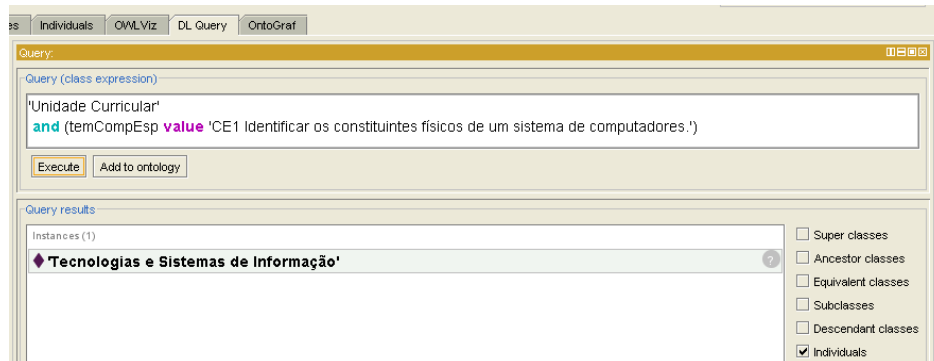 es Individuals OWLViz DL Query OntoGraf
Query:
Query (class expression)
'Unidade Curricular'
and (temCompEsp value 'CE1 Identificar os constituintes físicos de um sistema de computadores.')
Execute Add to ontology
Query results
Instances (1)
'Tecnologias e Sistemas de Informação'
?
Super classes
Ancestor classes
Equivalent classes
Subclasses
Descendant classes
Individuals